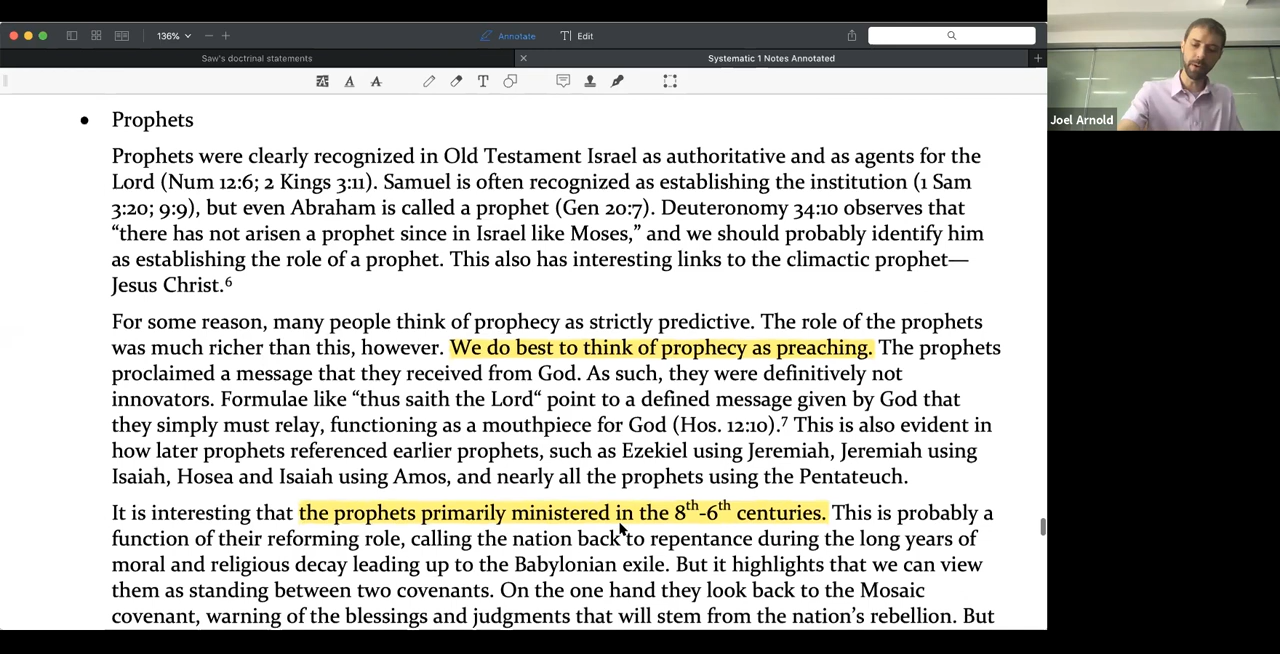 136%
Annotate
Edit
Saw's doctrinal statements
Systematic 1 Notes Annotated
Joel Arnold
• Prophets
Prophets were clearly recognized in Old Testament Israel as authoritative and as agents for the
Lord (Num 12:6; 2 Kings 3:11). Samuel is often recognized as establishing the institution (1 Sam
3:20; 9:9), but even Abraham is called a prophet (Gen 20:7). Deuteronomy 34:10 observes that
“there has not arisen a prophet since in Israel like Moses,” and we should probably identify him
as establishing the role of a prophet. This also has interesting links to the climactic prophet—
Jesus Christ.⁶
For some reason, many people think of prophecy as strictly predictive. The role of the prophets
was much richer than this, however. We do best to think of prophecy as preaching. The prophets
proclaimed a message that they received from God. As such, they were definitively not
innovators. Formulae like “thus saith the Lord“ point to a defined message given by God that
they simply must relay, functioning as a mouthpiece for God (Hos. 12:10).⁷ This is also evident in
how later prophets referenced earlier prophets, such as Ezekiel using Jeremiah, Jeremiah using
Isaiah, Hosea and Isaiah using Amos, and nearly all the prophets using the Pentateuch.
It is interesting that the prophets primarily ministered in the 8th-6th centuries. This is probably a
function of their reforming role, calling the nation back to repentance during the long years of
moral and religious decay leading up to the Babylonian exile. But it highlights that we can view
them as standing between two covenants. On the one hand they look back to the Mosaic
covenant, warning of the blessings and judgments that will stem from the nation’s rebellion. But